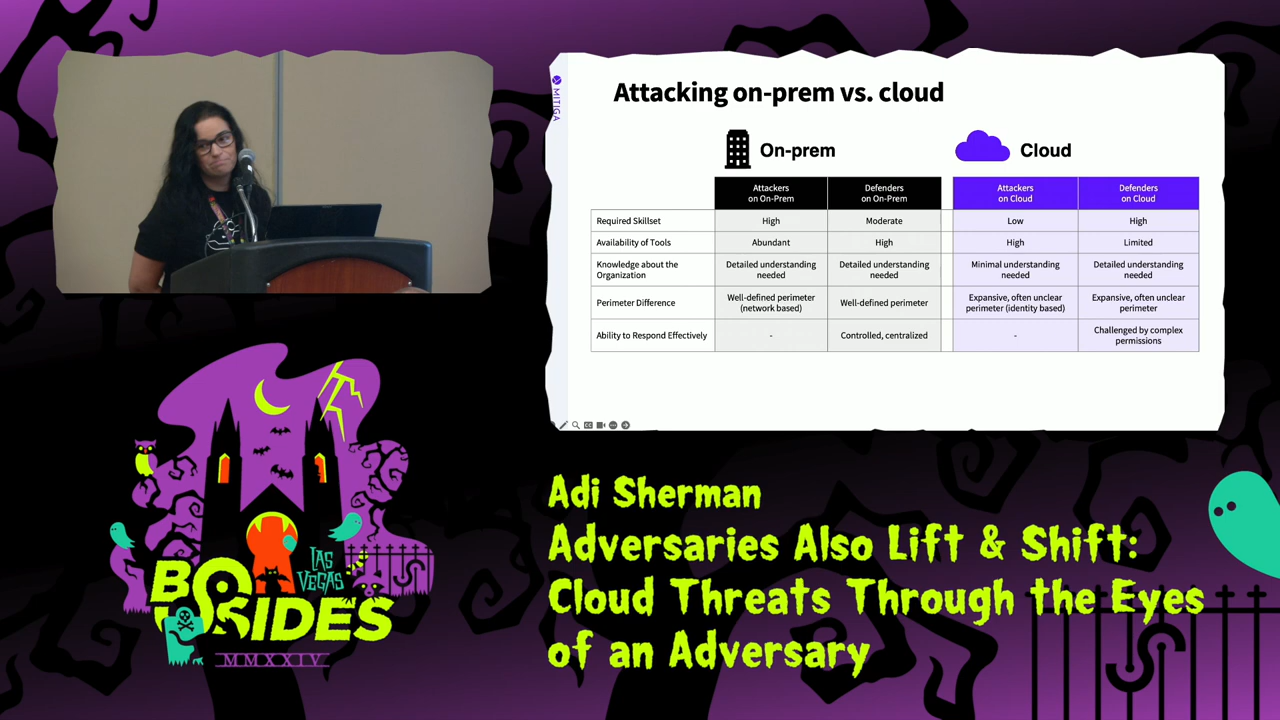 MITIGA
Attacking on-prem vs. cloud
On-prem
Cloud
Attackers on On-Prem
Defenders on On-Prem
Attackers on Cloud
Defenders on Cloud
Required Skillset High Moderate Low High
Availability of Tools Abundant High High Limited
Knowledge about the Organization Detailed understanding needed Detailed understanding needed Minimal understanding needed Detailed understanding needed
Perimeter Difference Well-defined perimeter (network based) Well-defined perimeter Expansive, often unclear perimeter (identity based) Expansive, often unclear perimeter
Ability to Respond Effectively - Controlled, centralized - Challenged by complex permissions
LAS
VEGAS
BSIDES
MMXXIV
Adi Sherman
Adversaries Also Lift & Shift:
Cloud Threats Through the Eyes
of an Adversary